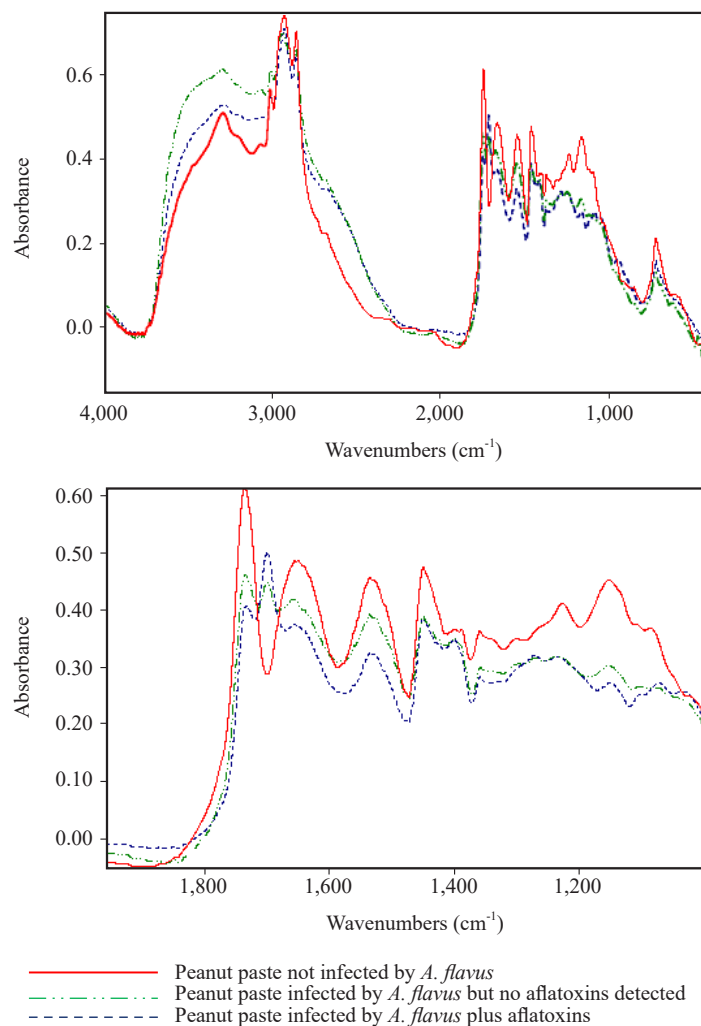 0.6
0.4
0.2
0.0
Absorbance
4,000 3,000 2,000 1,000
Wavenumbers (cm⁻¹)
0.60
0.50
0.40
0.30
0.20
0.10
0.00
Absorbance
1,800 1,600 1,400 1,200
Wavenumbers (cm⁻¹)
Peanut paste not infected by A. flavus
Peanut paste infected by A. flavus but no aflatoxins detected
Peanut paste infected by A. flavus plus aflatoxins